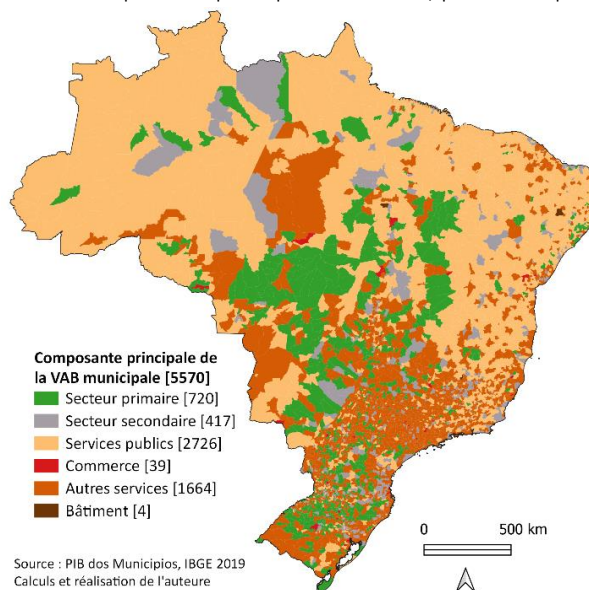 Composante principale de
la VAB municipale [5570]
Secteur primaire [720]
Secteur secondaire [417]
Services publics [2726]
Commerce [39]
Autres services [1664]
Bâtiment [4]
0 500 km
Source : PIB dos Municipios, IBGE 2019
Calculs et réalisation de l'auteure